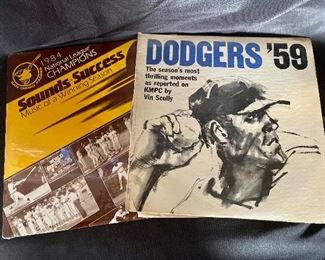 1984
National League
CHAMPIONS
Sounds Success
Music of a Winning Season
DODGERS '59
The season's most
thrilling moments
as reported on
KMPC by
Vin Scully